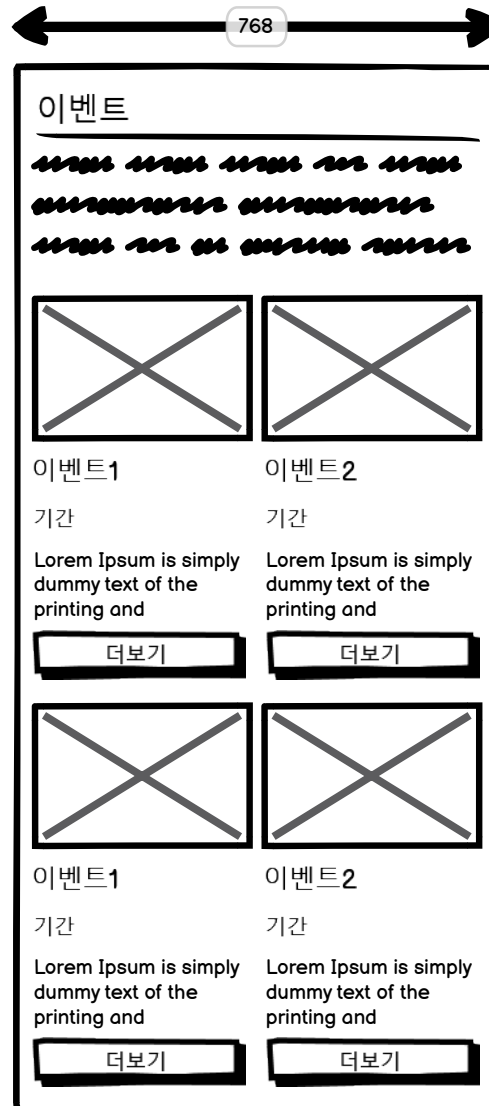 768
이벤트
이벤트1
이벤트2
기간
기간
Lorem Ipsum is simply
dummy text of the
printing and
Lorem Ipsum is simply
dummy text of the
printing and
더보기
더보기
이벤트1
이벤트2
기간
기간
Lorem Ipsum is simply
dummy text of the
printing and
Lorem Ipsum is simply
dummy text of the
printing and
더보기
더보기